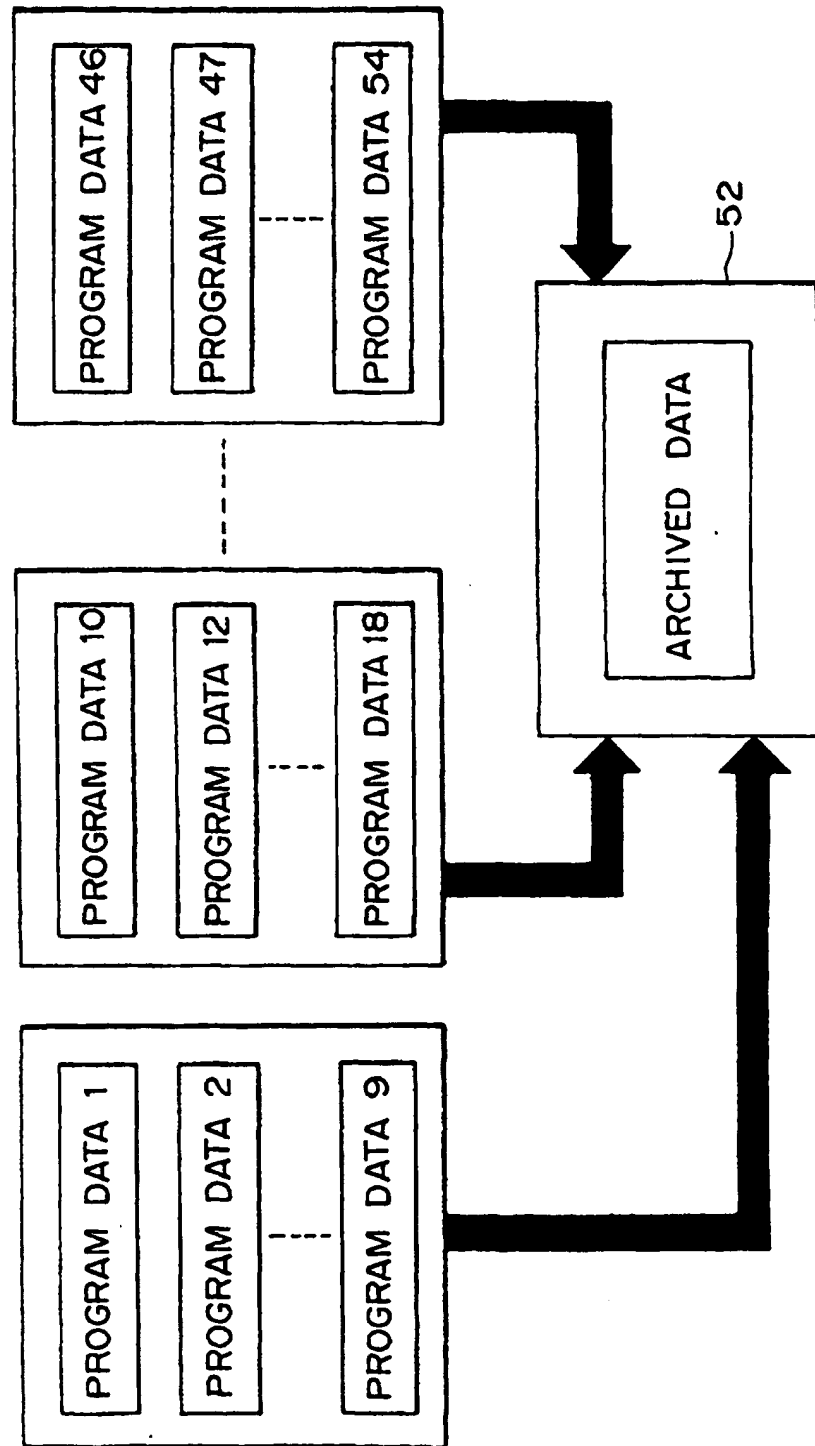 PROGRAM DATA 1
PROGRAM DATA 2
PROGRAM DATA 9
PROGRAM DATA 10
PROGRAM DATA 12
PROGRAM DATA 18
PROGRAM DATA 46
PROGRAM DATA 47
PROGRAM DATA 54
ARCHIVED DATA
52